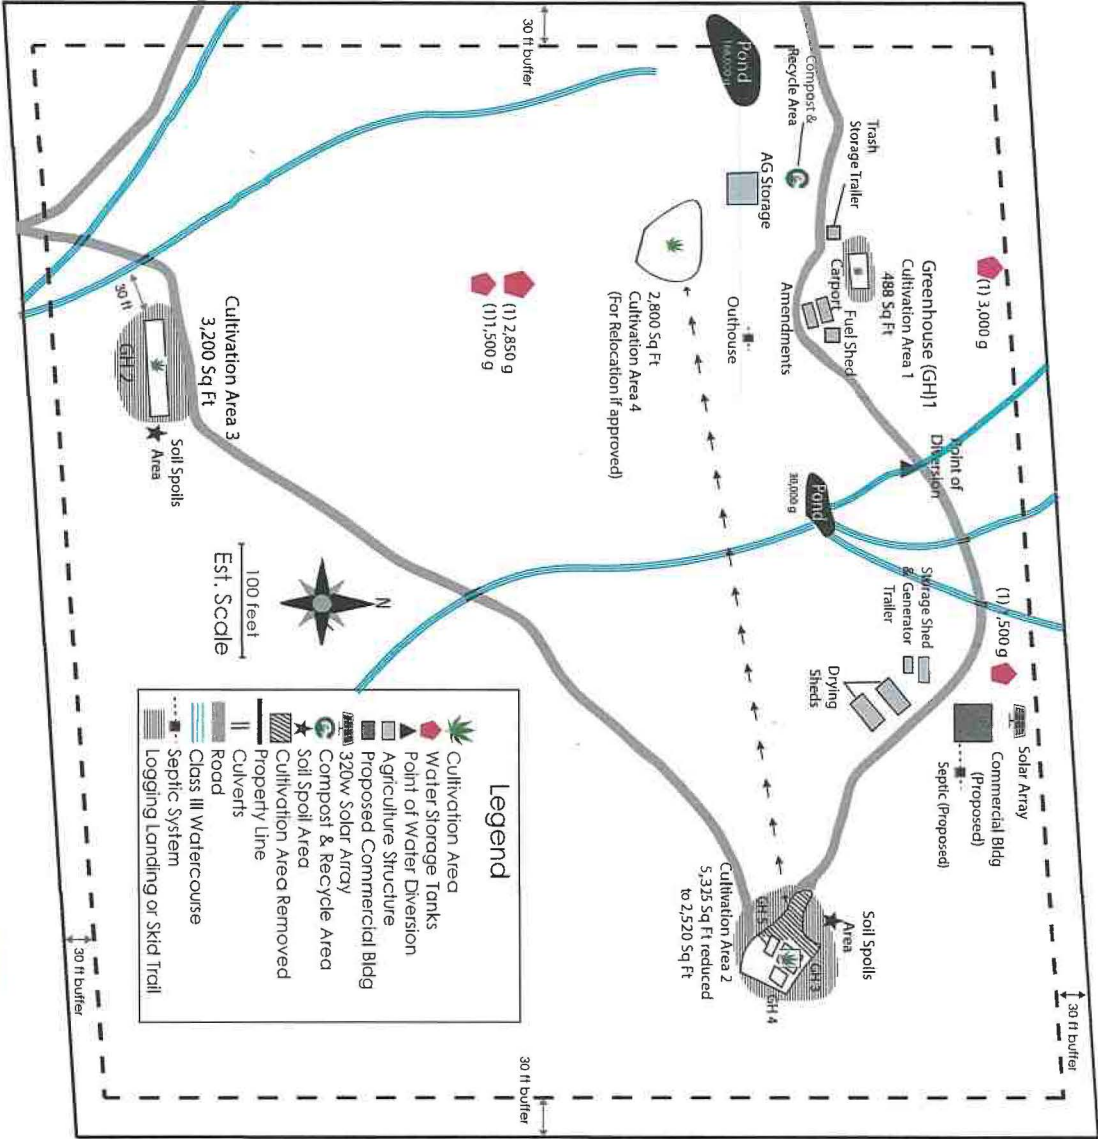 30 ft buffer
(1) 3,000 g
Greenhouse (GH)1
Cultivation Area 1
488 Sq Ft
Trash
Storage Trailer
Compost &
Recycle Area
Pond
AG Storage
Carport
Fuel Shed
Amendments
Outhouse
2,800 Sq Ft
Cultivation Area 4
(For Relocation if approved)
(1) 2,850 g
(1)1,500 g
Point of
Diversion
Pond
30,000 g
(1) ,500 g
Storage Shed
& Generator
Trailer
Drying
Sheds
Solar Array
Commercial Bldg
(Proposed)
Septic (Proposed)
30 ft buffer
Soil Spoils
Area
GH 3
GH 4
GH 5
Cultivation Area 2
5,325 Sq Ft reduced
to 2,520 Sq Ft
30 ft buffer
Cultivation Area 3
3,200 Sq Ft
30 ft
GH 2
Soil Spoils
Area
N
100 feet
Est. Scale
Legend
Cultivation Area
Water Storage Tanks
Point of Water Diversion
Agriculture Structure
Proposed Commercial Bldg
320w Solar Array
Compost & Recycle Area
Soil Spoil Area
Cultivation Area Removed
Property Line
Culverts
Road
Class III Watercourse
Septic System
Logging Landing or Skid Trail
30 ft buffer